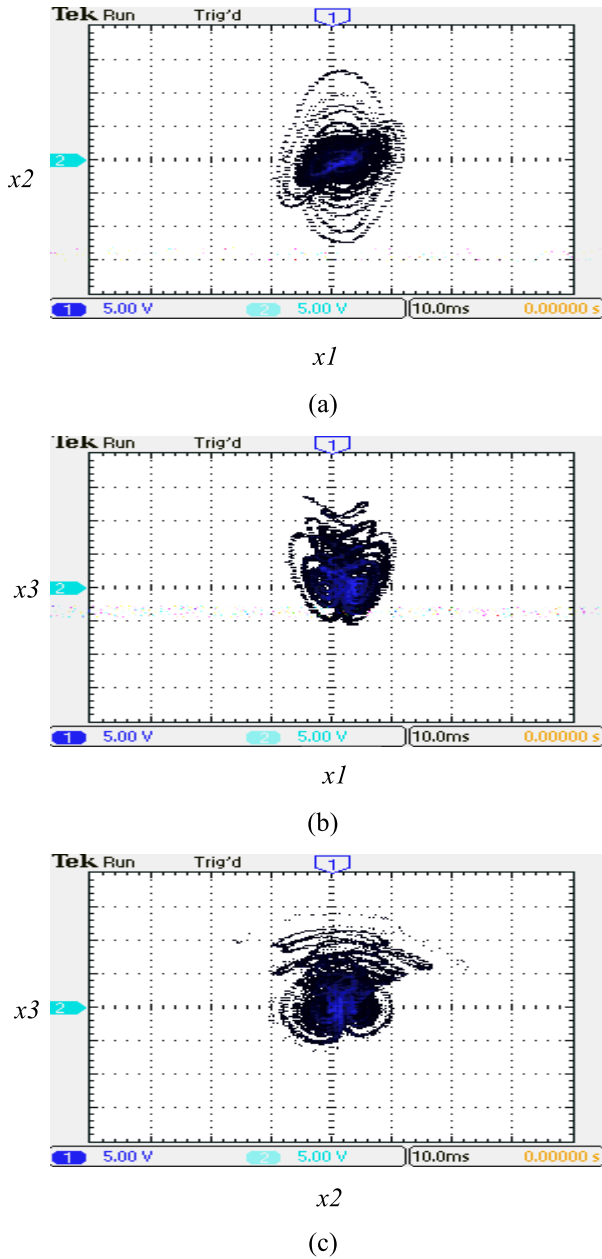 Tek Run Trig'd 1
2
x2
1 5.00 V 2 5.00 V 10.0ms 0.00000 s
x1
(a)
Tek Run Trig'd 1
x3 2
1 5.00 V 2 5.00 V 10.0ms 0.00000 s
x1
(b)
Tek Run Trig'd 1
x3 2
1 5.00 V 2 5.00 V 10.0ms 0.00000 s
x2
(c)